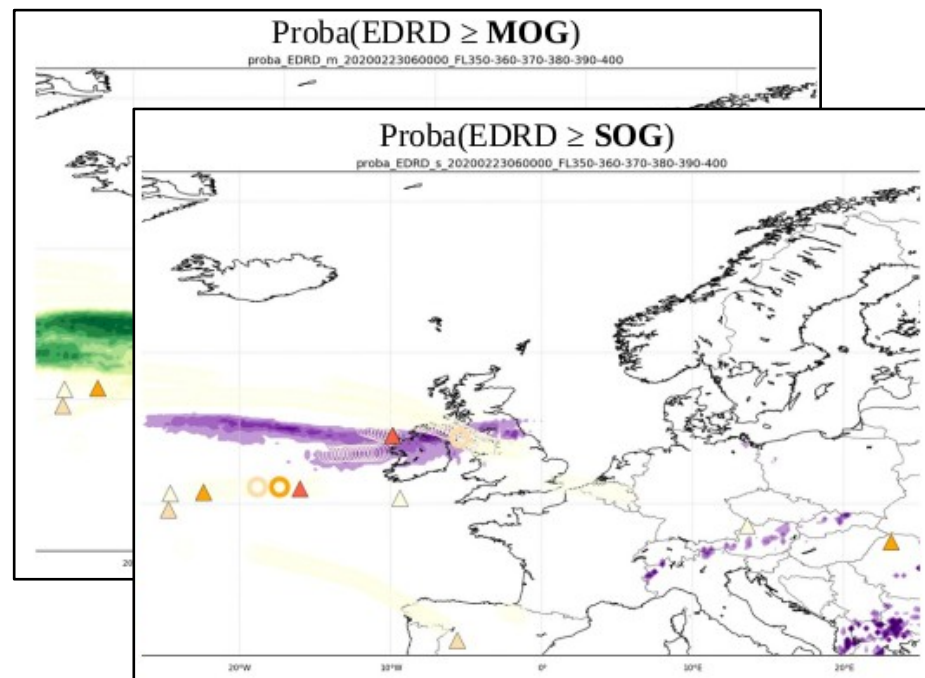 Proba(EDRD ≥ MOG)
proba_EDRD_m_20200223060000_FL350-360-370-380-390-400
Proba(EDRD ≥ SOG)
proba_EDRD_s_20200223060000_FL350-360-370-380-390-400
20°W 10°W 0° 10°E 20°E